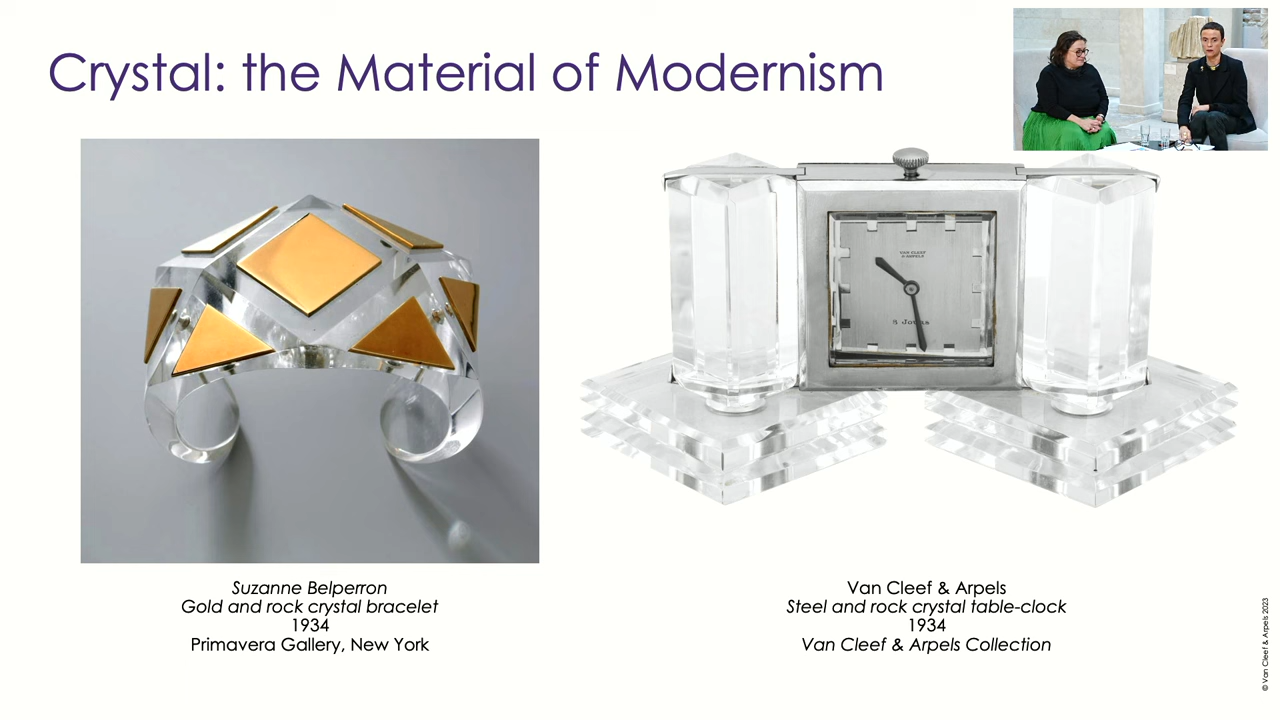 Crystal: the Material of Modernism
VAN CLEEF
& ARPELS
8 Jours
Suzanne Belperron
Gold and rock crystal bracelet
1934
Primavera Gallery, New York
Van Cleef & Arpels
Steel and rock crystal table-clock
1934
Van Cleef & Arpels Collection
© Van Cleef & Arpels 2023